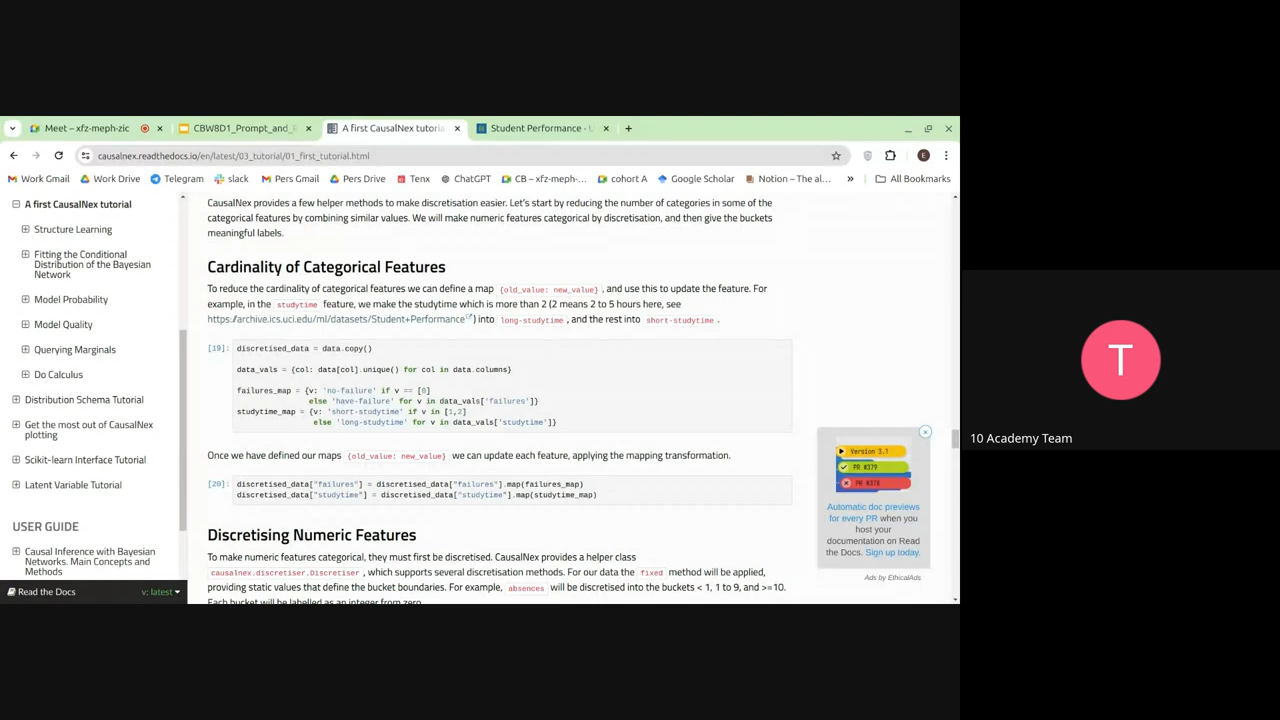 Meet – xfz-meph-zic
CBW8D1_Prompt_and_
A first CausalNex tutoria
Student Performance - U
causalnex.readthedocs.io/en/latest/03_tutorial/01_first_tutorial.html
E
Work Gmail
Work Drive
Telegram
slack
Pers Gmail
Pers Drive
Tenx
ChatGPT
CB – xfz-meph-...
cohort A
Google Scholar
Notion – The al...
All Bookmarks
A first CausalNex tutorial
Structure Learning
Fitting the Conditional
Distribution of the Bayesian
Network
Model Probability
Model Quality
Querying Marginals
Do Calculus
Distribution Schema Tutorial
Get the most out of CausalNex
plotting
Scikit-learn Interface Tutorial
Latent Variable Tutorial
USER GUIDE
Causal Inference with Bayesian
Networks. Main Concepts and
Methods
Read the Docs
v: latest
CausalNex provides a few helper methods to make discretisation easier. Let's start by reducing the number of categories in some of the
categorical features by combining similar values. We will make numeric features categorical by discretisation, and then give the buckets
meaningful labels.
Cardinality of Categorical Features
To reduce the cardinality of categorical features we can define a map {old_value: new_value} , and use this to update the feature. For
example, in the studytime feature, we make the studytime which is more than 2 (2 means 2 to 5 hours here, see
https://archive.ics.uci.edu/ml/datasets/Student+Performance ) into long-studytime , and the rest into short-studytime .
[19]: discretised_data = data.copy()
data_vals = {col: data[col].unique() for col in data.columns}
failures_map = {v: 'no-failure' if v == [0]
else 'have-failure' for v in data_vals['failures']}
studytime_map = {v: 'short-studytime' if v in [1,2]
else 'long-studytime' for v in data_vals['studytime']}
Once we have defined our maps {old_value: new_value} we can update each feature, applying the mapping transformation.
[20]: discretised_data["failures"] = discretised_data["failures"].map(failures_map)
discretised_data["studytime"] = discretised_data["studytime"].map(studytime_map)
Discretising Numeric Features
To make numeric features categorical, they must first be discretised. CausalNex provides a helper class
causalnex.discretiser.Discretiser , which supports several discretisation methods. For our data the fixed method will be applied,
providing static values that define the bucket boundaries. For example, absences will be discretised into the buckets < 1, 1 to 9, and >=10.
Each bucket will be labelled as an integer from zero.
Version 3.1
PR #379
PR #378
Automatic doc previews
for every PR when you
host your
documentation on Read
the Docs. Sign up today.
Ads by EthicalAds
T
10 Academy Team